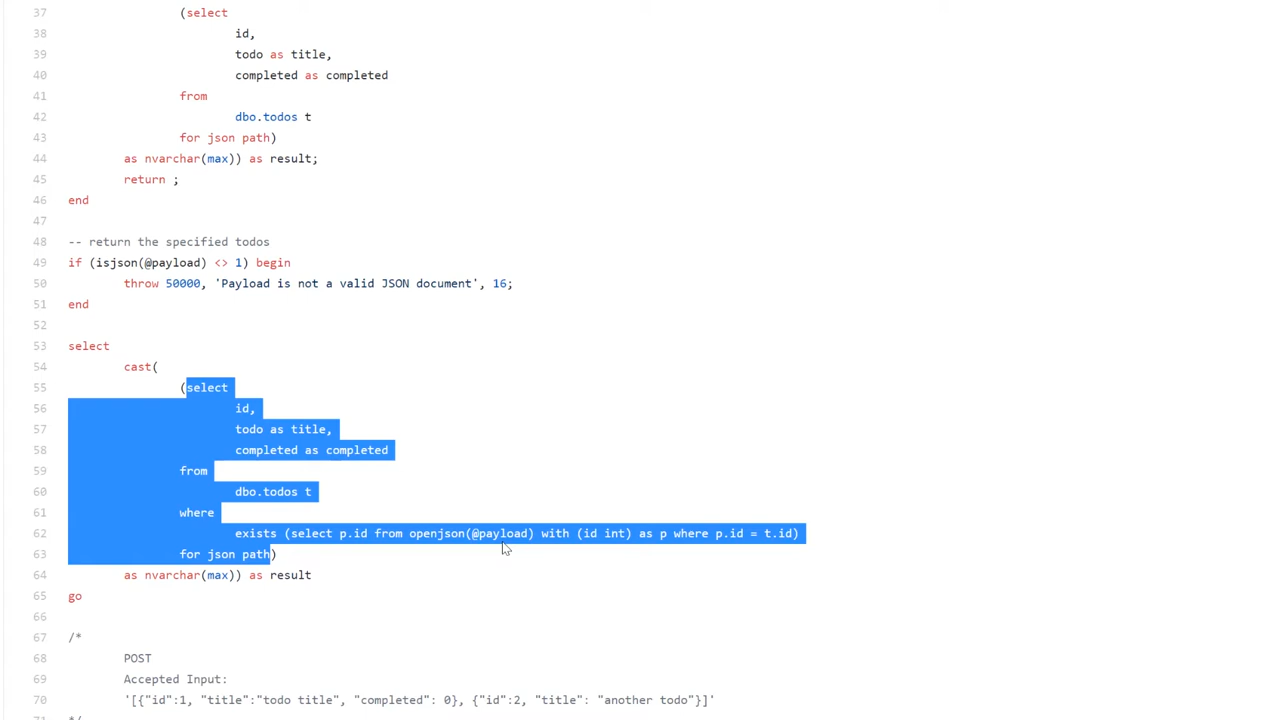 37 (select
38 id,
39 todo as title,
40 completed as completed
41 from
42 dbo.todos t
43 for json path)
44 as nvarchar(max)) as result;
45 return ;
46 end
47
48 -- return the specified todos
49 if (isjson(@payload) <> 1) begin
50 throw 50000, 'Payload is not a valid JSON document', 16;
51 end
52
53 select
54 cast(
55 (select
56 id,
57 todo as title,
58 completed as completed
59 from
60 dbo.todos t
61 where
62 exists (select p.id from openjson(@payload) with (id int) as p where p.id = t.id)
63 for json path)
64 as nvarchar(max)) as result
65 go
66
67 /*
68 POST
69 Accepted Input:
70 '[{"id":1, "title":"todo title", "completed": 0}, {"id":2, "title": "another todo"}]'
71 */